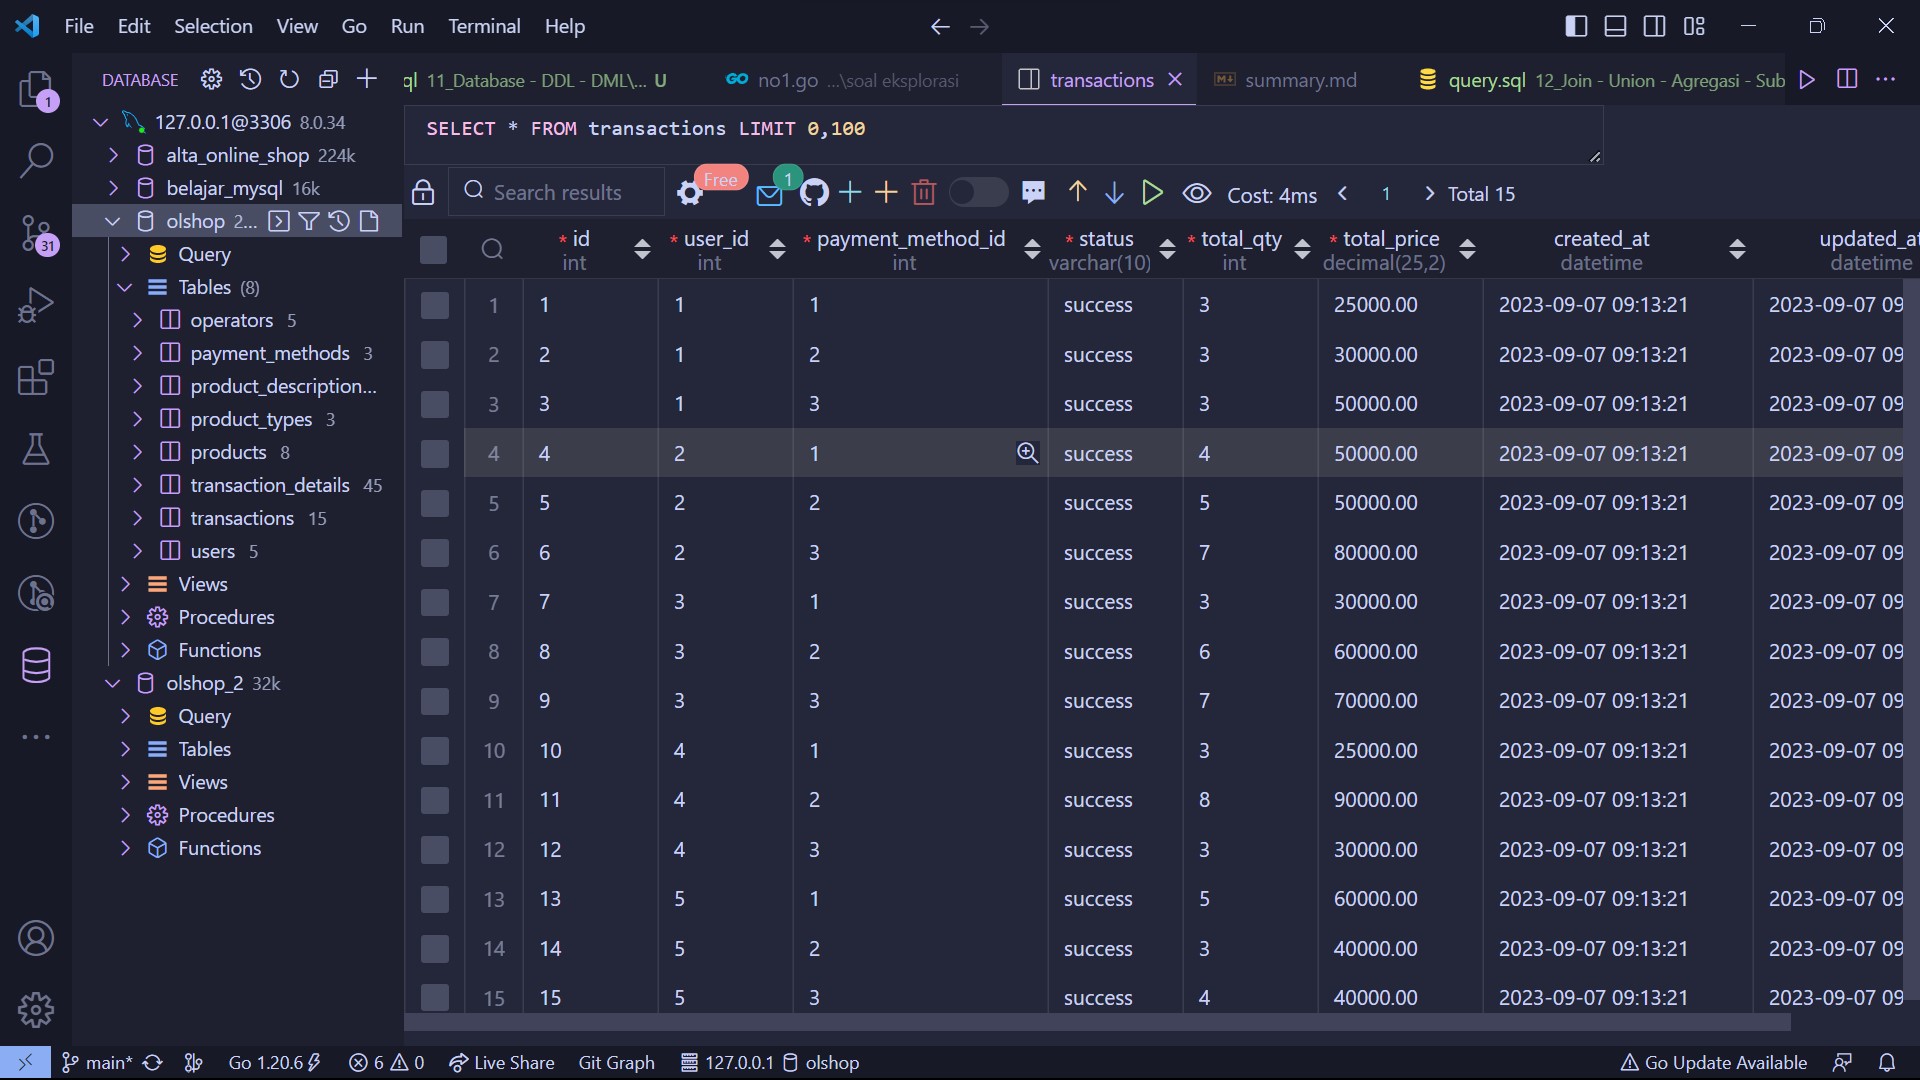 File Edit Selection View Go Run Terminal Help
DATABASE
ql 11_Database - DDL - DML\... U
no1.go ...\soal eksplorasi
transactions
summary.md
query.sql 12_Join - Union - Agregasi - Sub
1
127.0.0.1@3306 8.0.34
alta_online_shop 224k
belajar_mysql 16k
olshop 2...
Query
Tables (8)
operators 5
payment_methods 3
product_description...
product_types 3
products 8
transaction_details 45
transactions 15
users 5
Views
Procedures
Functions
olshop_2 32k
Query
Tables
Views
Procedures
Functions
31
SELECT * FROM transactions LIMIT 0,100
Search results Free 1 Cost: 4ms 1 Total 15
* id * user_id * payment_method_id * status * total_qty * total_price created_at updated_at
int int int varchar(10) int decimal(25,2) datetime datetime
1 1 1 1 success 3 25000.00 2023-09-07 09:13:21 2023-09-07 09
2 2 1 2 success 3 30000.00 2023-09-07 09:13:21 2023-09-07 09
3 3 1 3 success 3 50000.00 2023-09-07 09:13:21 2023-09-07 09
4 4 2 1 success 4 50000.00 2023-09-07 09:13:21 2023-09-07 09
5 5 2 2 success 5 50000.00 2023-09-07 09:13:21 2023-09-07 09
6 6 2 3 success 7 80000.00 2023-09-07 09:13:21 2023-09-07 09
7 7 3 1 success 3 30000.00 2023-09-07 09:13:21 2023-09-07 09
8 8 3 2 success 6 60000.00 2023-09-07 09:13:21 2023-09-07 09
9 9 3 3 success 7 70000.00 2023-09-07 09:13:21 2023-09-07 09
10 10 4 1 success 3 25000.00 2023-09-07 09:13:21 2023-09-07 09
11 11 4 2 success 8 90000.00 2023-09-07 09:13:21 2023-09-07 09
12 12 4 3 success 3 30000.00 2023-09-07 09:13:21 2023-09-07 09
13 13 5 1 success 5 60000.00 2023-09-07 09:13:21 2023-09-07 09
14 14 5 2 success 3 40000.00 2023-09-07 09:13:21 2023-09-07 09
15 15 5 3 success 4 40000.00 2023-09-07 09:13:21 2023-09-07 09
main* Go 1.20.6 6 0 Live Share Git Graph 127.0.0.1 olshop Go Update Available